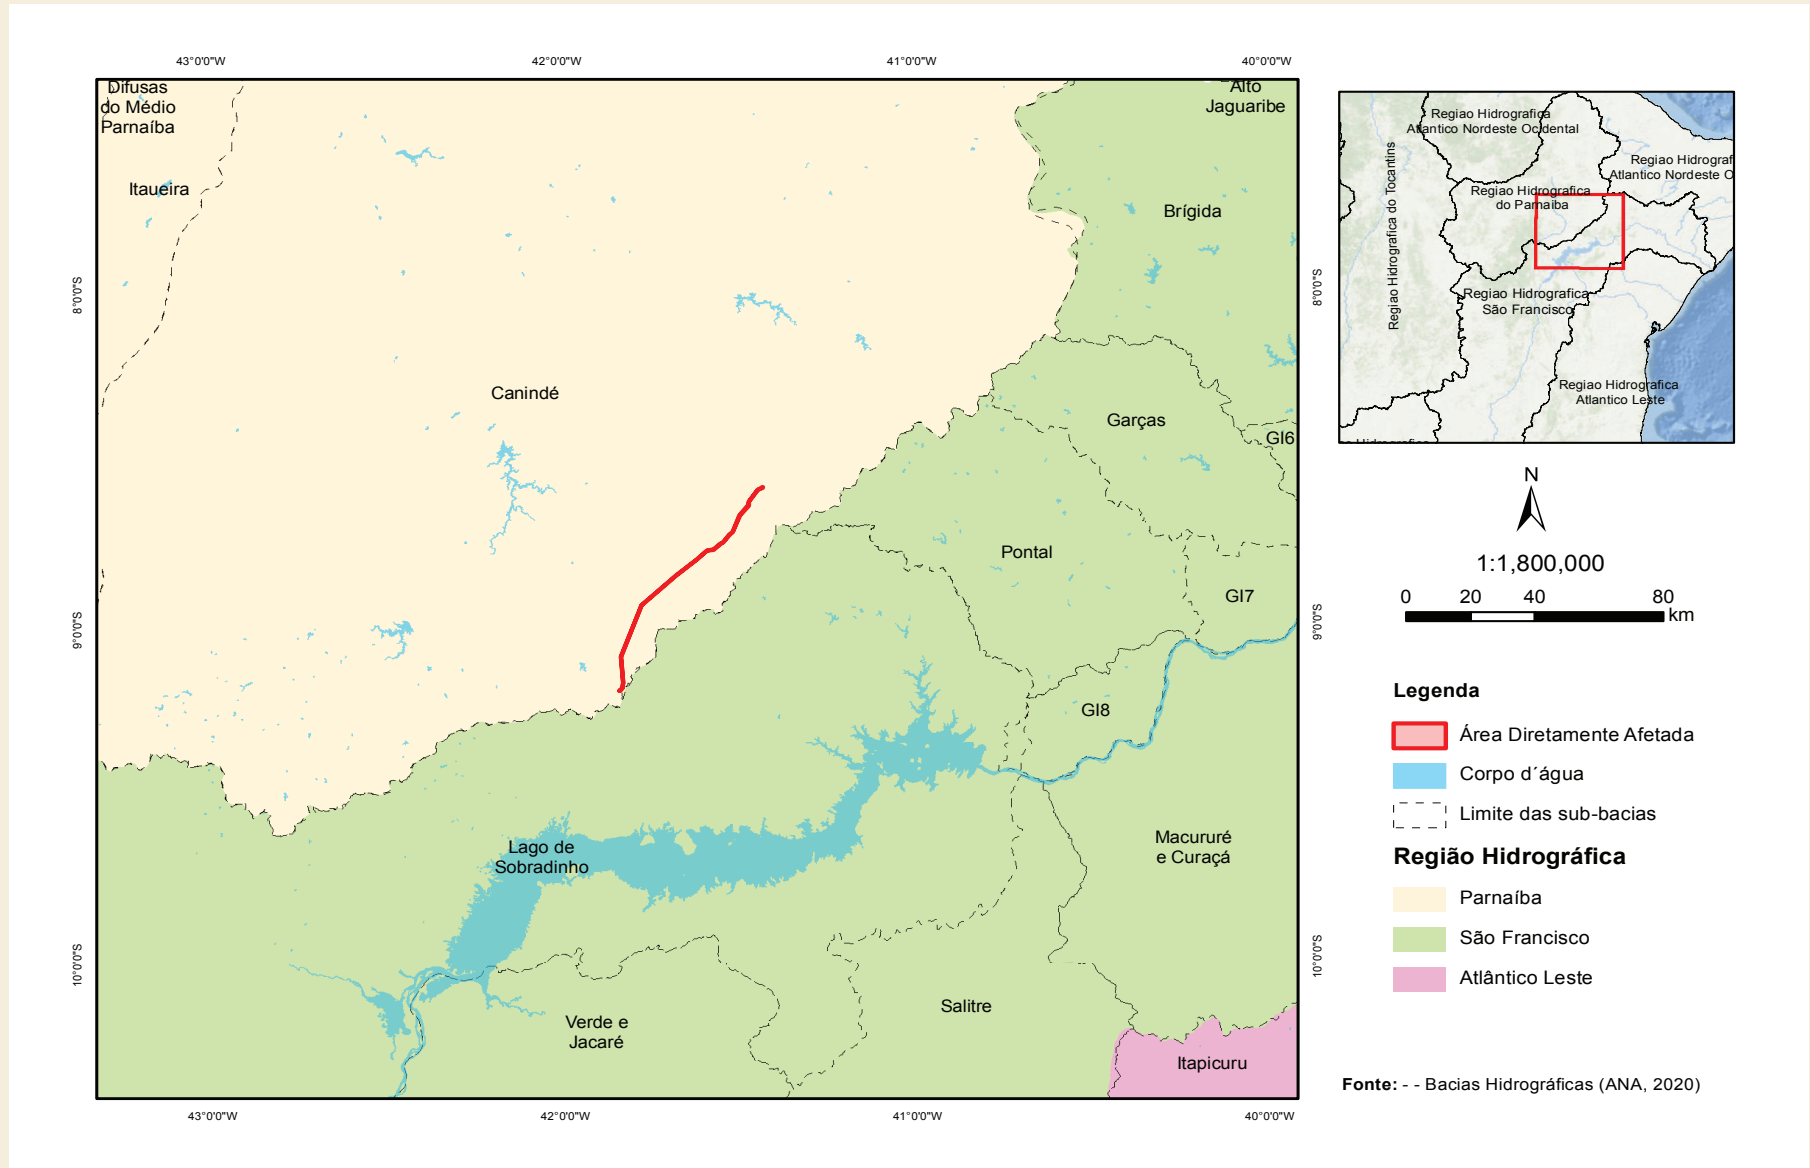 43°0'0"W 42°0'0"W 41°0'0"W 40°0'0"W
Difusas
do Médio
Parnaíba
Alto
Jaguaribe
Itaueira
Brígida
8°0'0"S
8°0'0"S
Canindé
Garças
GI6
Pontal
GI7
9°0'0"S
9°0'0"S
GI8
Lago de
Sobradinho
Macururé
e Curaçá
10°0'0"S
10°0'0"S
Salitre
Verde e
Jacaré
Itapicuru
43°0'0"W 42°0'0"W 41°0'0"W 40°0'0"W
Regiao Hidrografica
Atlantico Nordeste Ocidental
Regiao Hidrograf
Atlantico Nordeste O
Regiao Hidrografica do Tocantins
Regiao Hidrografica
do Parnaiba
Regiao Hidrografica
São Francisco
Regiao Hidrografica
Atlantico Leste
N
1:1,800,000
0 20 40 80
km
Legenda
Área Diretamente Afetada
Corpo d´água
Limite das sub-bacias
Região Hidrográfica
Parnaíba
São Francisco
Atlântico Leste
Fonte: - - Bacias Hidrográficas (ANA, 2020)